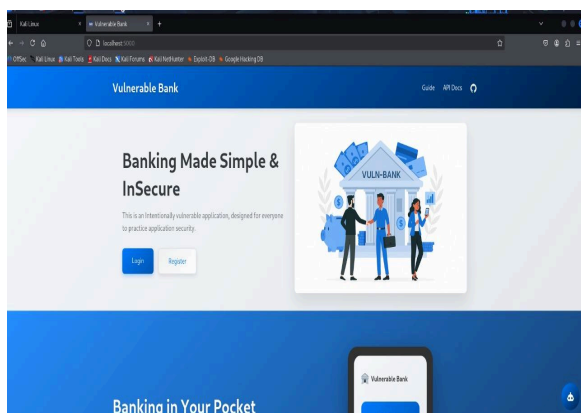 Kali Linux
Vulnerable Bank
localhost:5000
OffSec Kali Linux Kali Tools Kali Docs Kali Forums Kali NetHunter Exploit-DB Google Hacking DB
Vulnerable Bank
Guide API Docs
Banking Made Simple &
InSecure
This is an Intentionally vulnerable application, designed for everyone
to practice application security.
Login Register
VULN-BANK
Banking in Your Pocket
Vulnerable Bank